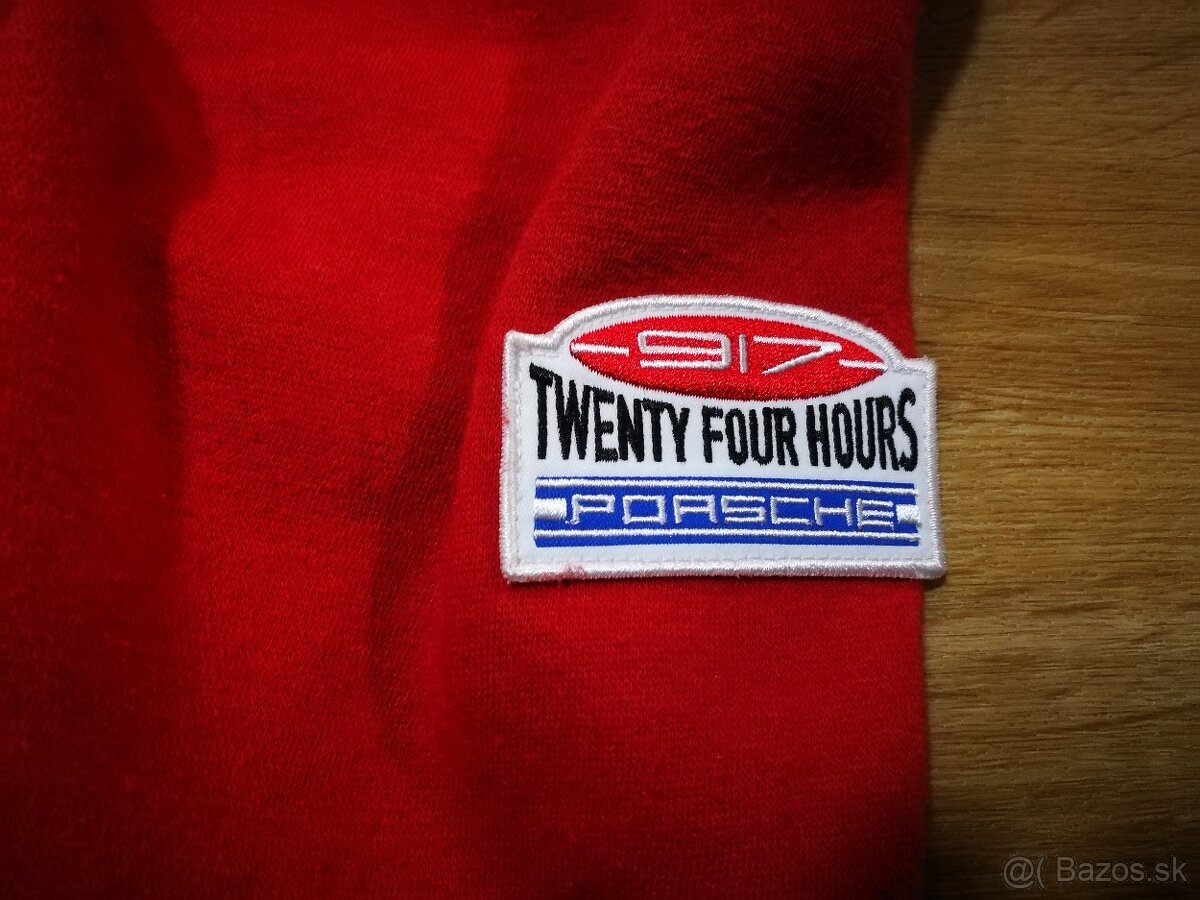 917
TWENTY FOUR HOURS
PORSCHE
@( Bazos.sk